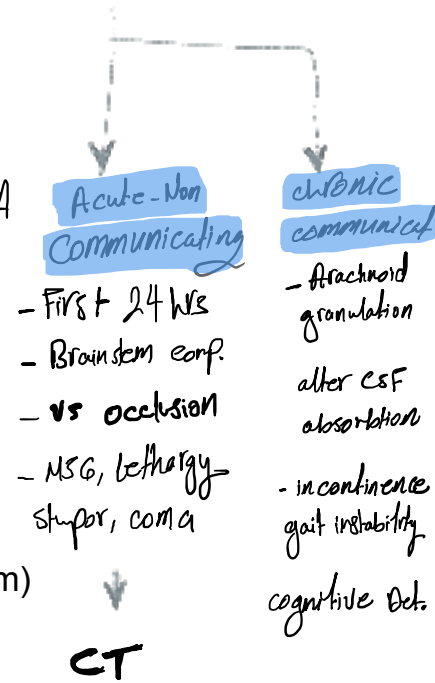 A
Acute-Non
Communicating
- First 24 hrs
- Brainstem comp.
- Vs occlusion
- MSG, Lethargy
stupor, coma
m)
CT
chronic
communicat
- Arachnoid
granulation
alter CSF
absorbtion
- incontinence
gait instability
cognitive Det.